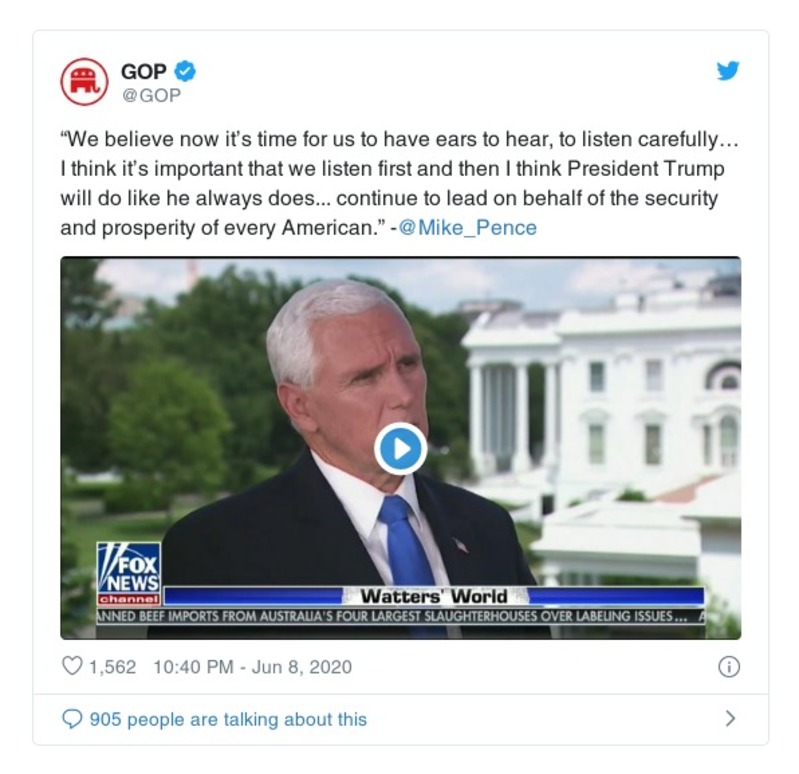 GOP
@GOP
“We believe now it’s time for us to have ears to hear, to listen carefully…
I think it’s important that we listen first and then I think President Trump
will do like he always does... continue to lead on behalf of the security
and prosperity of every American.” -@Mike_Pence
FOX
NEWS
channel
Watters' World
ANNED BEEF IMPORTS FROM AUSTRALIA'S FOUR LARGEST SLAUGHTERHOUSES OVER LABELING ISSUES... A
1,562 10:40 PM - Jun 8, 2020
905 people are talking about this